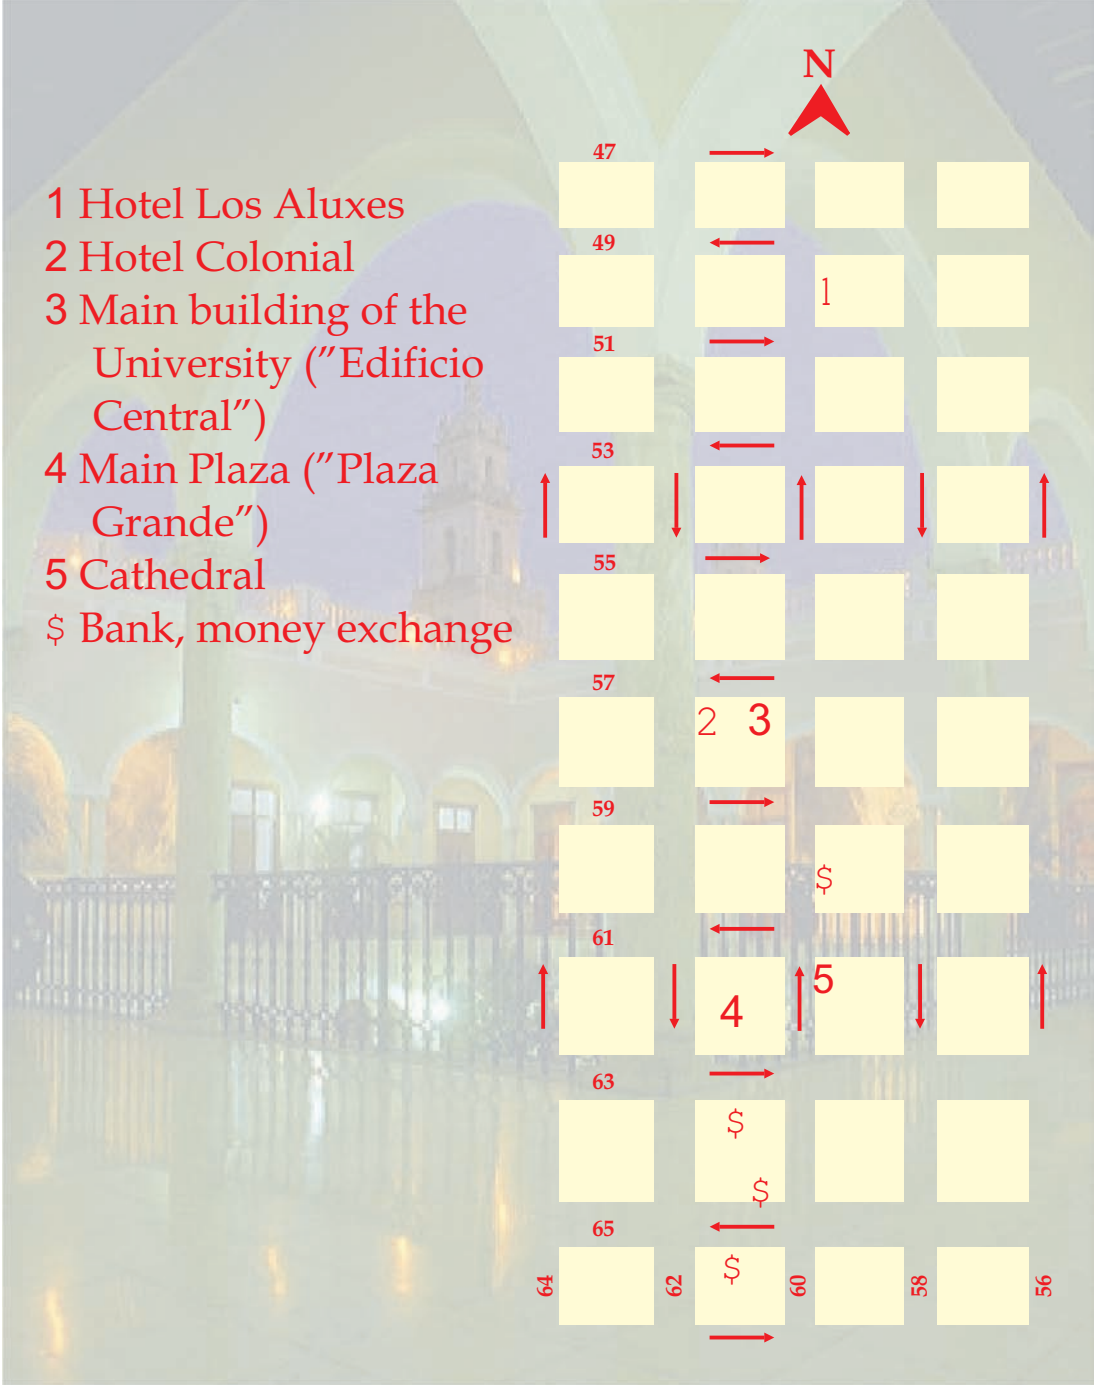 N
1 Hotel Los Aluxes
2 Hotel Colonial
3 Main building of the
University (”Edificio
Central”)
4 Main Plaza (”Plaza
Grande”)
5 Cathedral
$ Bank, money exchange
47
49
1
51
53
55
57
2 3
59
$
61
5
4
63
$
$
65
$
64 62 60 58 56